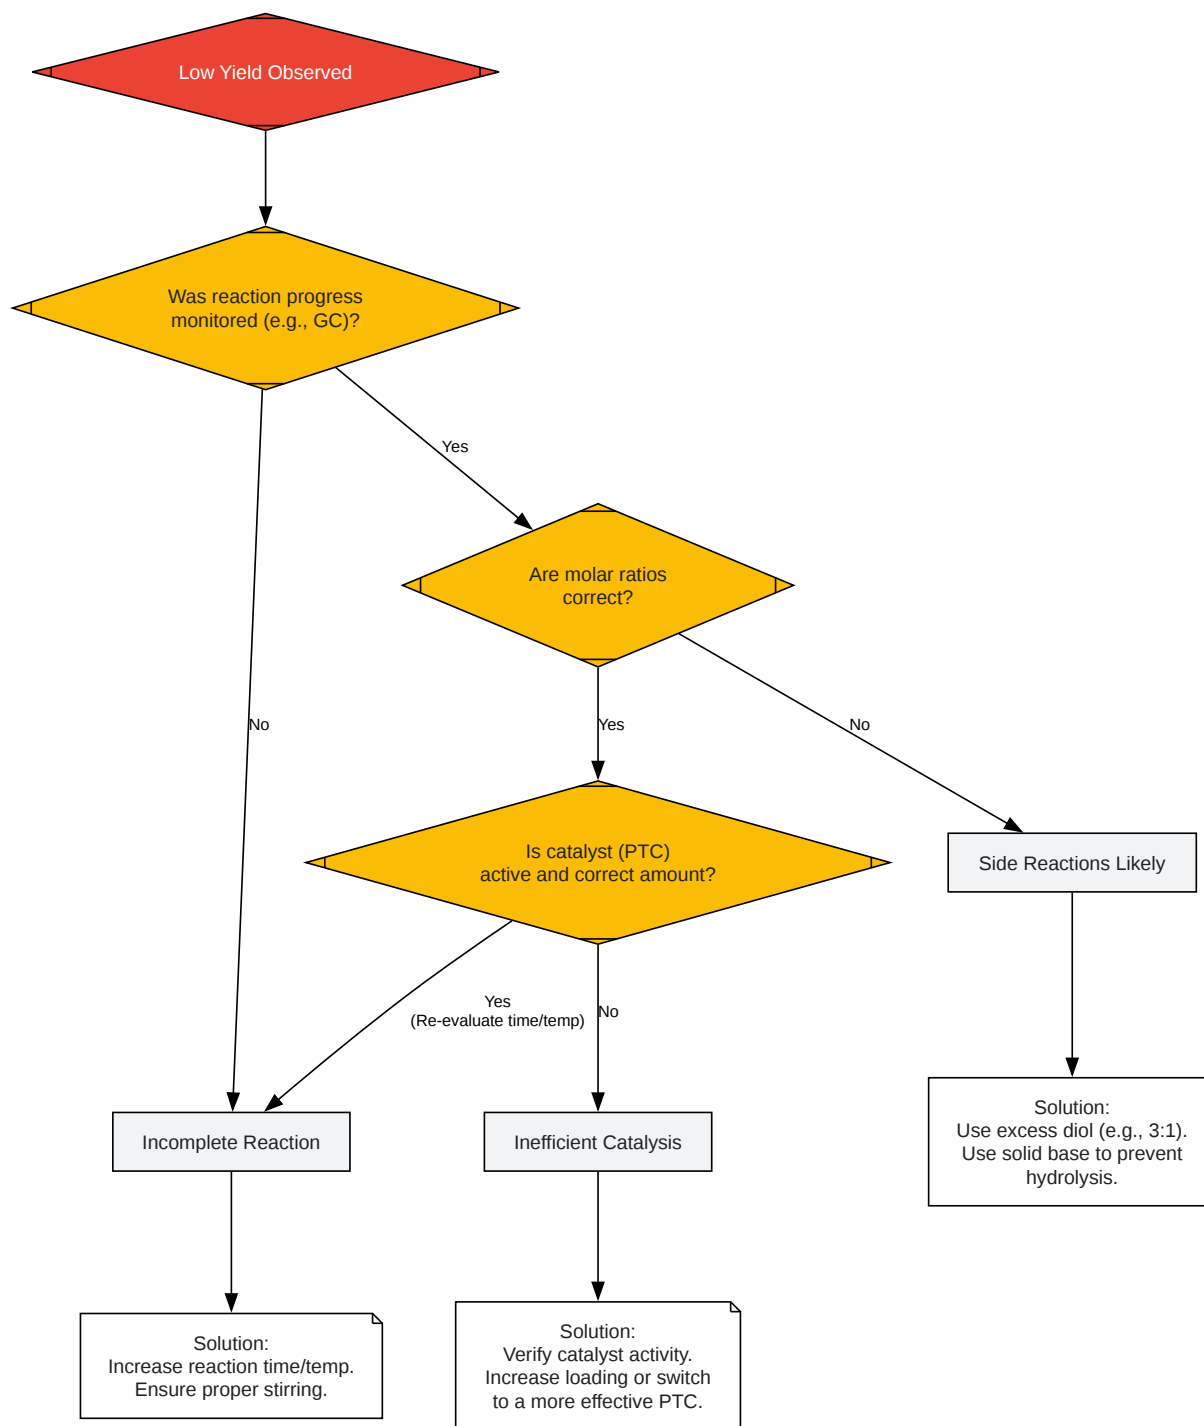 Low Yield Observed
Was reaction progress
monitored (e.g., GC)?
Yes
Are molar ratios
correct?
No
Yes
No
Is catalyst (PTC)
active and correct amount?
Side Reactions Likely
Yes
(Re-evaluate time/temp)
No
Incomplete Reaction
Inefficient Catalysis
Solution:
Use excess diol (e.g., 3:1).
Use solid base to prevent
hydrolysis.
Solution:
Increase reaction time/temp.
Ensure proper stirring.
Solution:
Verify catalyst activity.
Increase loading or switch
to a more effective PTC.